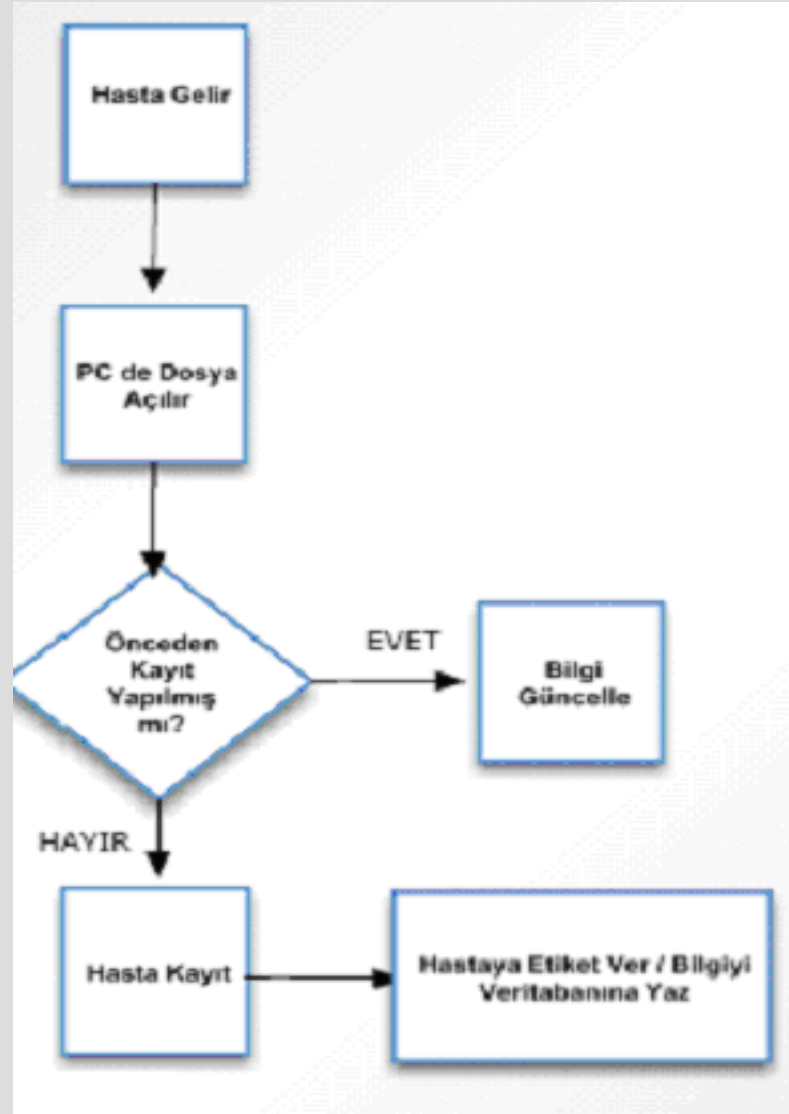 Hasta Gelir
PC de Dosya
Açılır
Önceden
Kayıt
Yapılmış
mı?
EVET
Bilgi
Güncelle
HAYIR
Hasta Kayıt
Hastaya Etiket Ver / Bilgiyi
Veritabanına Yaz